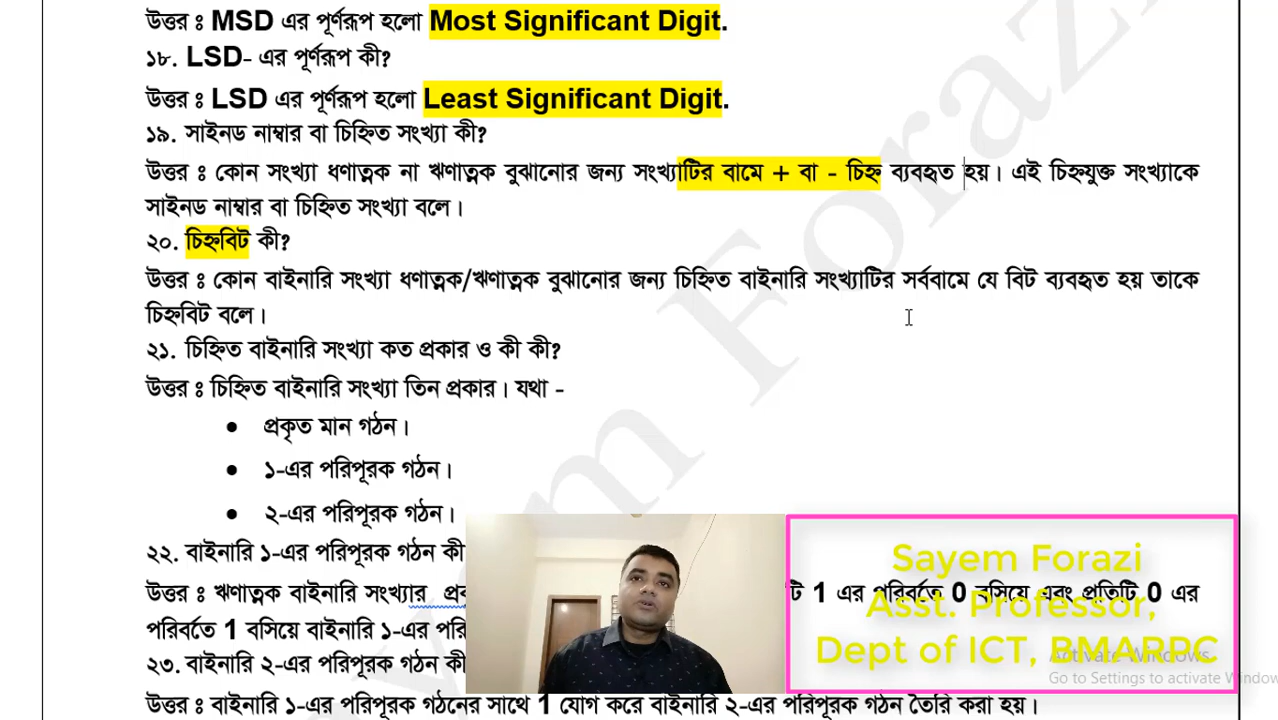 উত্তর ঃ MSD এর পূর্ণরূপ হলো Most Significant Digit.
১৮. LSD- এর পূর্ণরূপ কী?
উত্তর ঃ LSD এর পূর্ণরূপ হলো Least Significant Digit.
১৯. সাইনড নাম্বার বা চিহ্নিত সংখ্যা কী?
উত্তর ঃ কোন সংখ্যা ধণাত্নক না ঋণাত্নক বুঝানোর জন্য সংখ্যাটির বামে + বা - চিহ্ন ব্যবহৃত হয়। এই চিহ্নযুক্ত সংখ্যাকে
সাইনড নাম্বার বা চিহ্নিত সংখ্যা বলে।
২০. চিহ্নবিট কী?
উত্তর ঃ কোন বাইনারি সংখ্যা ধণাত্নক/ঋণাত্নক বুঝানোর জন্য চিহ্নিত বাইনারি সংখ্যাটির সর্ববামে যে বিট ব্যবহৃত হয় তাকে
চিহ্নবিট বলে।
২১. চিহ্নিত বাইনারি সংখ্যা কত প্রকার ও কী কী?
উত্তর ঃ চিহ্নিত বাইনারি সংখ্যা তিন প্রকার। যথা -
● প্রকৃত মান গঠন।
● ১-এর পরিপূরক গঠন।
● ২-এর পরিপূরক গঠন।
২২. বাইনারি ১-এর পরিপূরক গঠন কী
উত্তর ঃ ঋণাত্নক বাইনারি সংখ্যার 1 এর পরিবর্তে 0 বসিয়ে এবং প্রতিটি 0 এর
পরিবর্তে 1 বসিয়ে বাইনারি ১-এর
২৩. বাইনারি ২-এর পরিপূরক গঠন কী
উত্তর ঃ বাইনারি ১-এর পরিপূরক গঠনের সাথে 1 যোগ করে বাইনারি ২-এর পরিপূরক গঠন তৈরি করা হয়।
Sayem Forazi
Asst. Professor,
Dept of ICT, BMARPC
Activate Windows
Go to Settings to activate Windows
Forazi